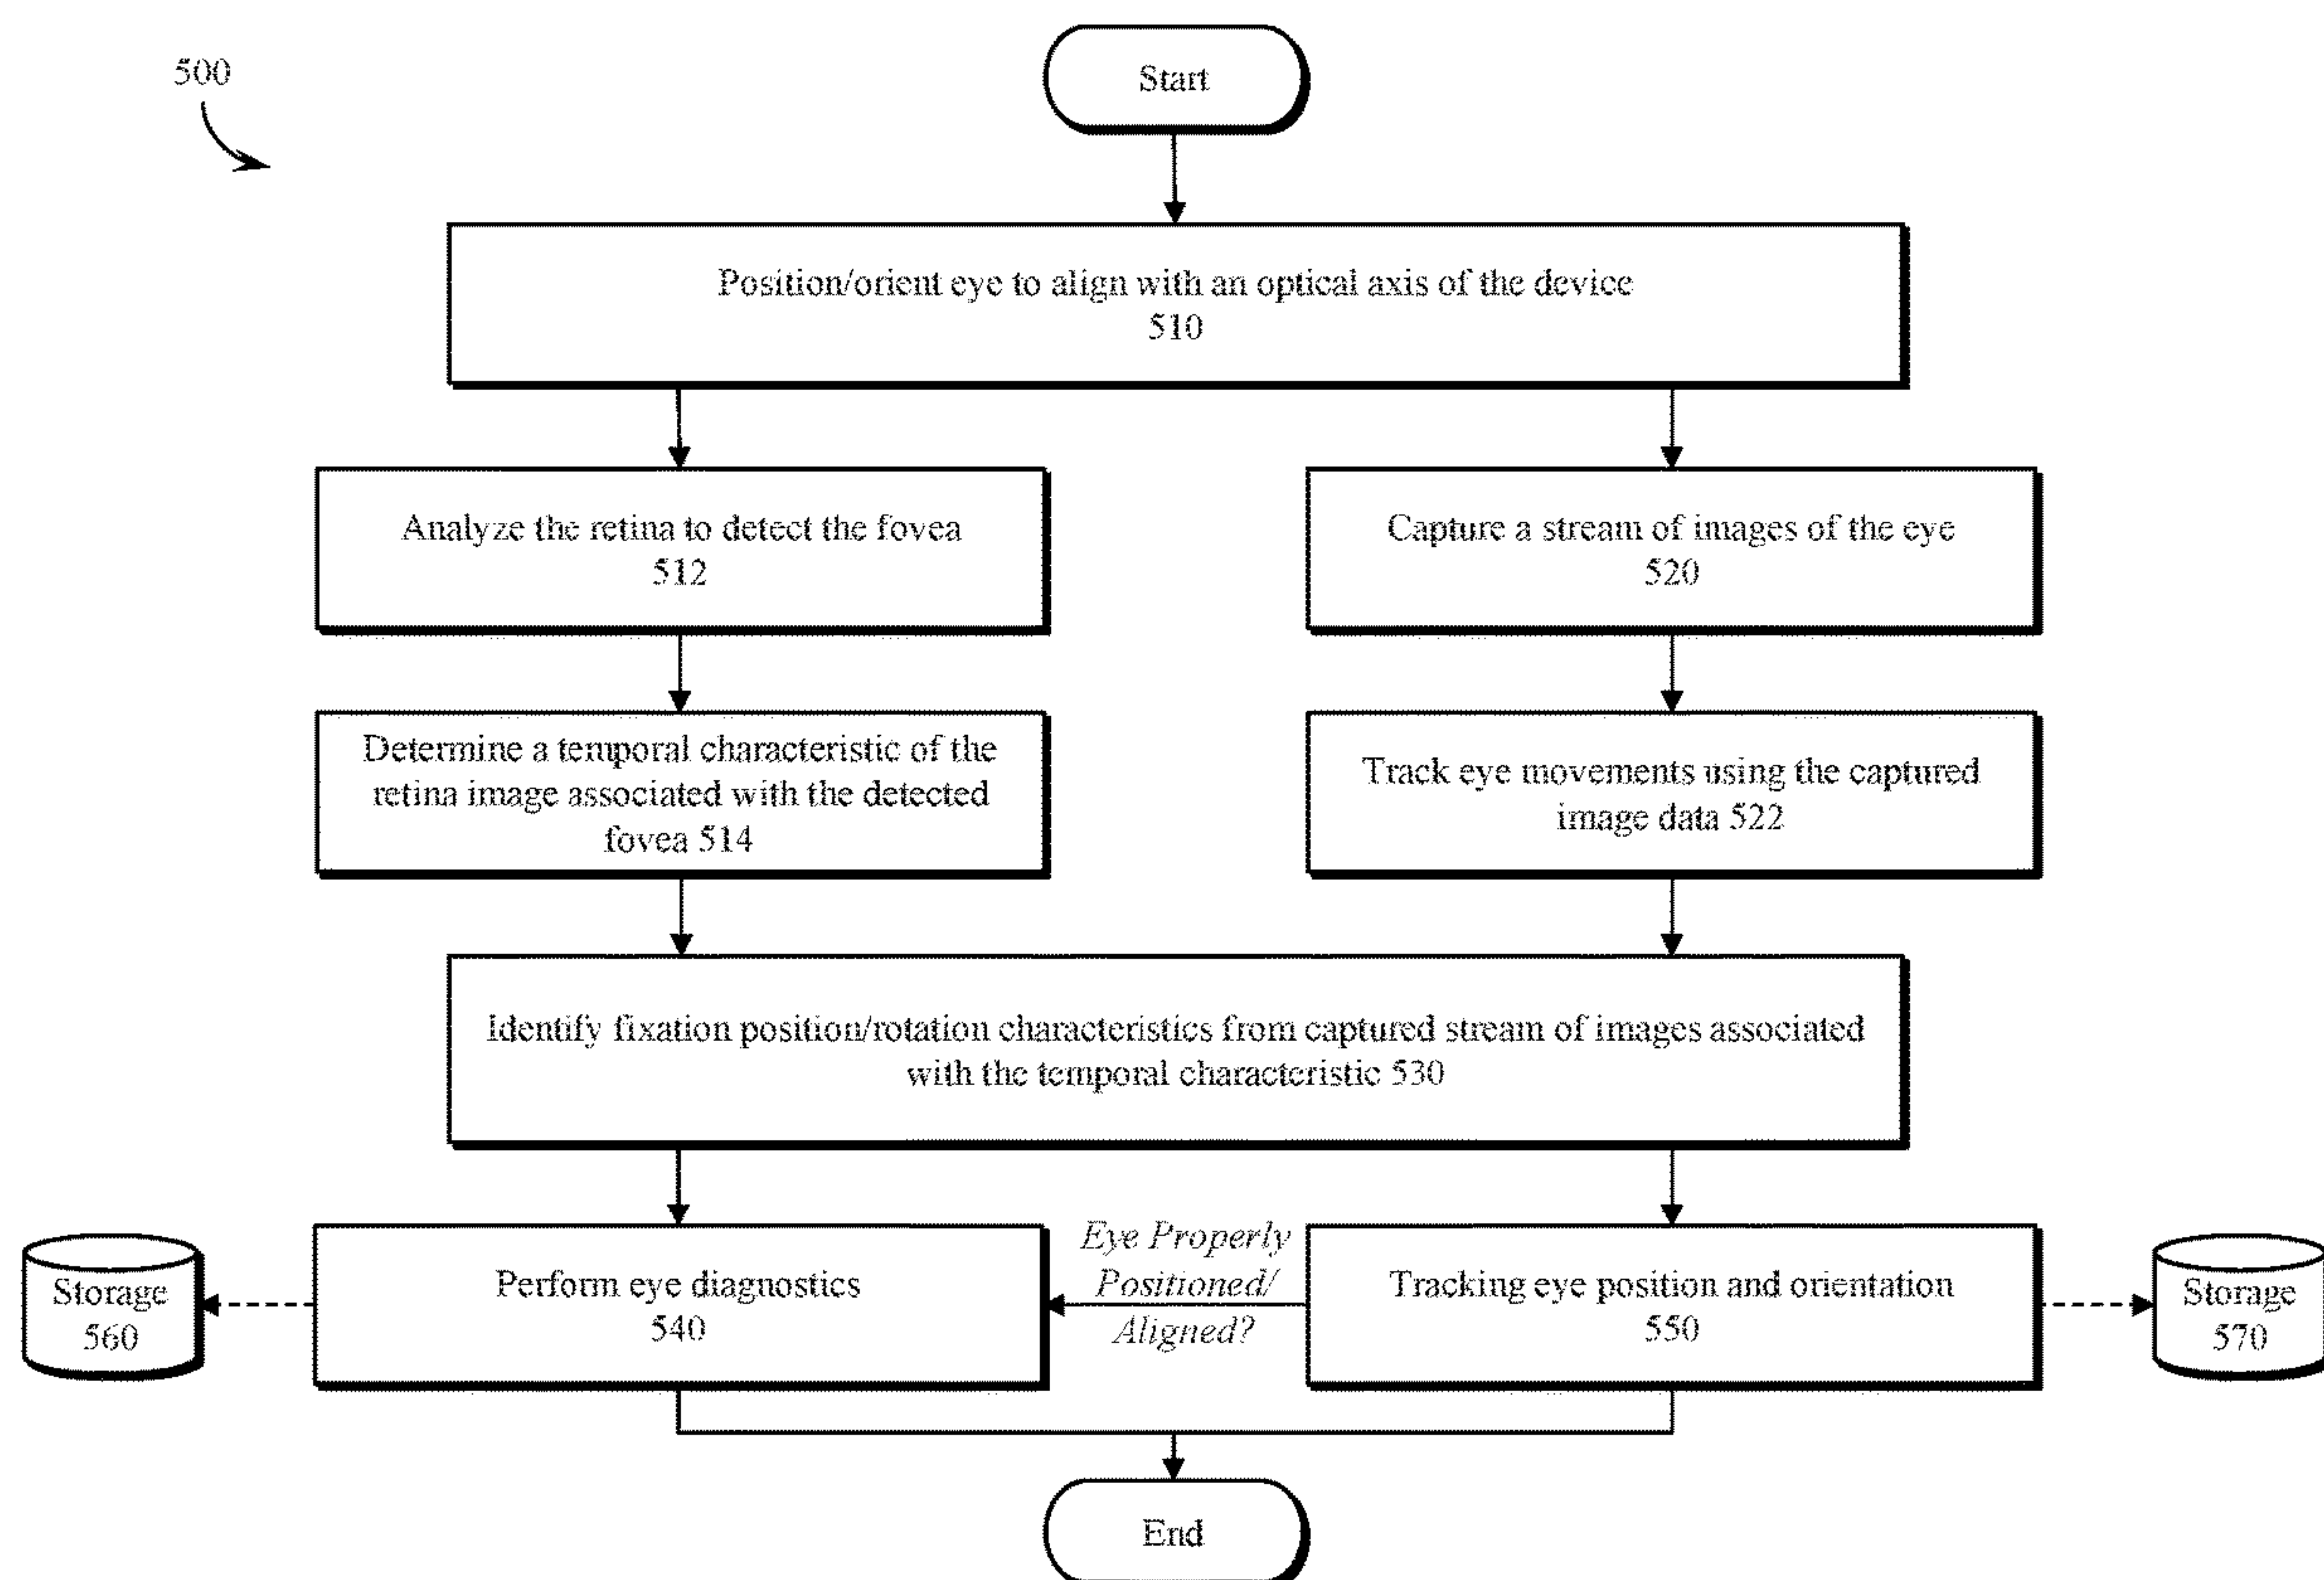 500
Start
Position/orient eye to align with an optical axis of the device
510
Analyze the retina to detect the fovea
512
Capture a stream of images of the eye
520
Determine a temporal characteristic of the
retina image associated with the detected
fovea 514
Track eye movements using the captured
image data 522
Identify fixation position/rotation characteristics from captured stream of images associated
with the temporal characteristic 530
Storage
560
Perform eye diagnostics
540
Eye Properly
Positioned/
Aligned?
Tracking eye position and orientation
550
Storage
570
End